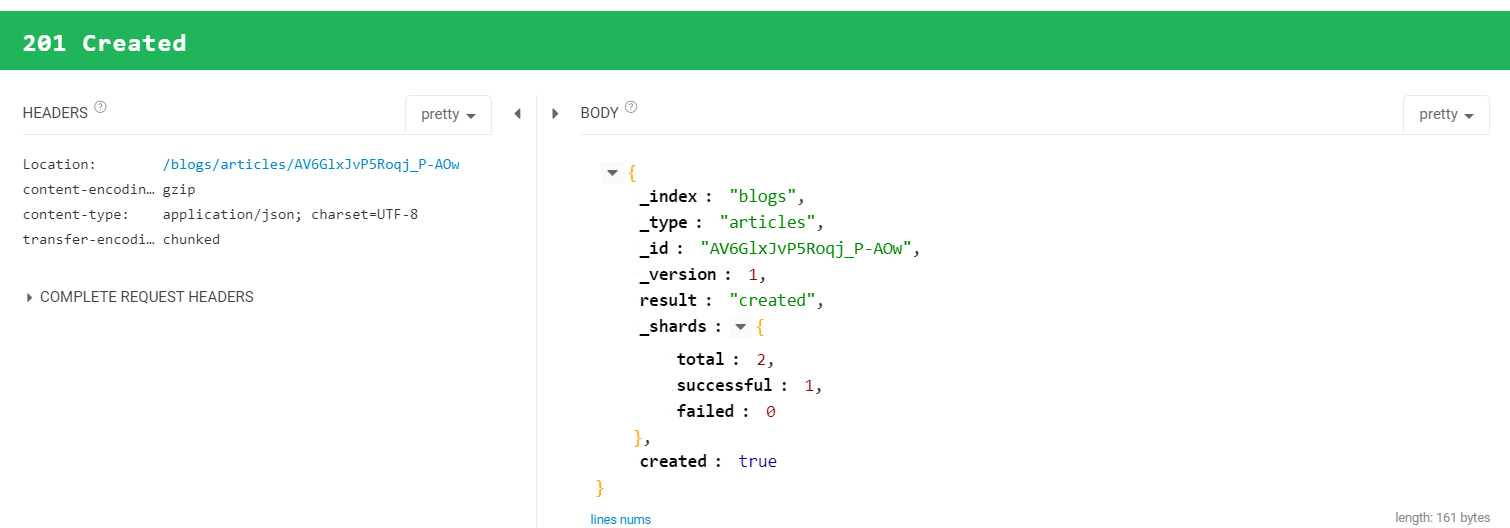 201 Created
HEADERS ?
pretty
Location: /blogs/articles/AV6GlxJvP5Roqj_P-AOw
content-encodin… gzip
content-type: application/json; charset=UTF-8
transfer-encodi… chunked
COMPLETE REQUEST HEADERS
BODY ?
pretty
{
_index : "blogs",
_type : "articles",
_id : "AV6GlxJvP5Roqj_P-AOw",
_version : 1,
result : "created",
_shards : {
total : 2,
successful : 1,
failed : 0
},
created : true
}
lines nums
length: 161 bytes